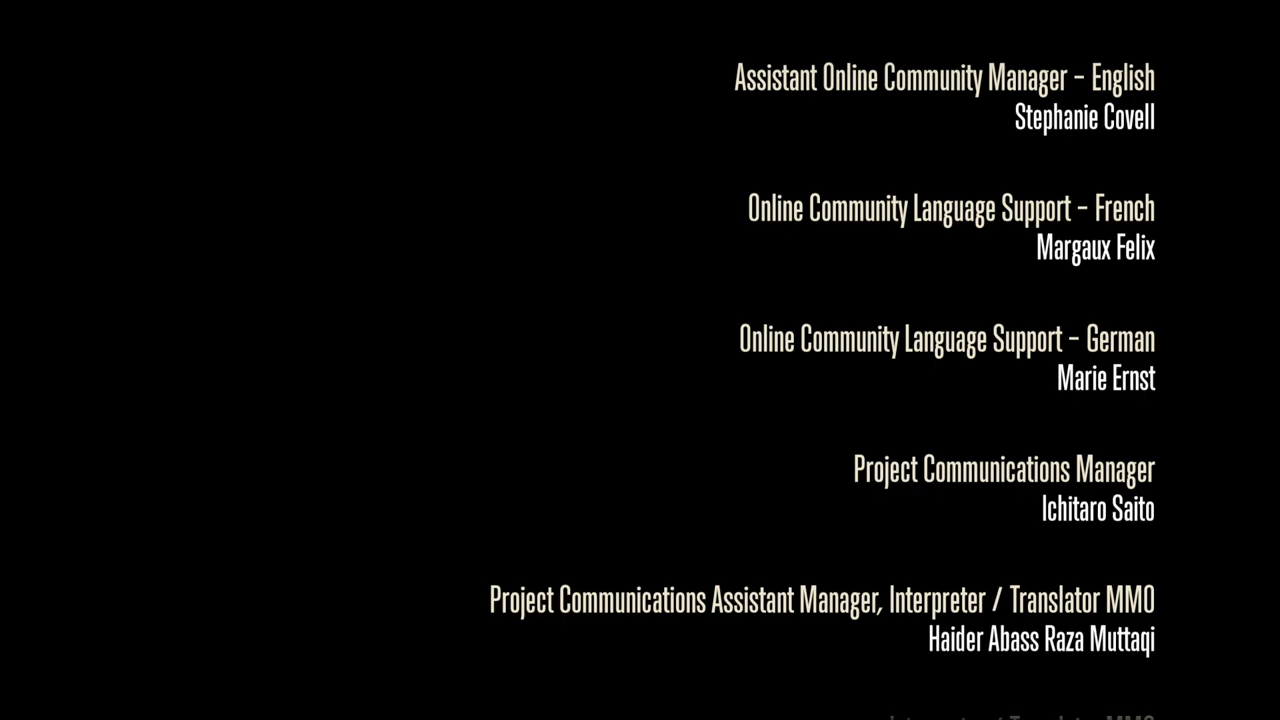 Assistant Online Community Manager – English
Stephanie Covell
Online Community Language Support – French
Margaux Felix
Online Community Language Support – German
Marie Ernst
Project Communications Manager
Ichitaro Saito
Project Communications Assistant Manager, Interpreter / Translator MMO
Haider Abass Raza Muttaqi